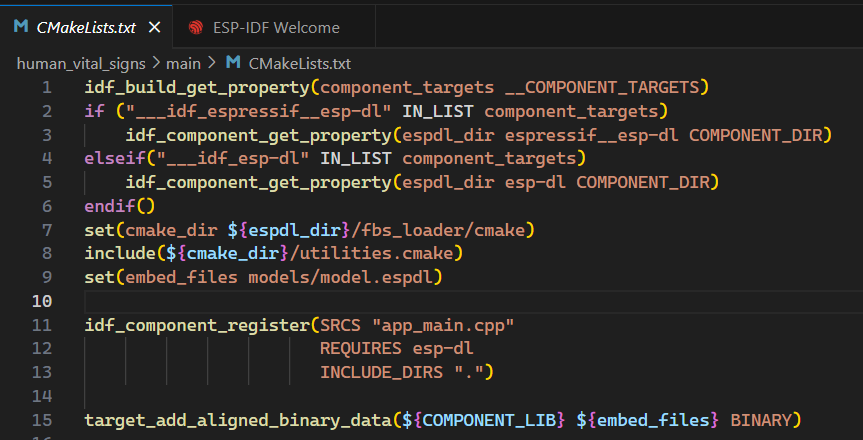 CMakeLists.txt ESP-IDF Welcome
human_vital_signs > main > CMakeLists.txt
1 idf_build_get_property(component_targets __COMPONENT_TARGETS)
2 if ("___idf_espressif__esp-dl" IN_LIST component_targets)
3     idf_component_get_property(espdl_dir espressif__esp-dl COMPONENT_DIR)
4 elseif("___idf_esp-dl" IN_LIST component_targets)
5     idf_component_get_property(espdl_dir esp-dl COMPONENT_DIR)
6 endif()
7 set(cmake_dir ${espdl_dir}/fbs_loader/cmake)
8 include(${cmake_dir}/utilities.cmake)
9 set(embed_files models/model.espdl)
10
11 idf_component_register(SRCS "app_main.cpp"
12                        REQUIRES esp-dl
13                        INCLUDE_DIRS ".")
14
15 target_add_aligned_binary_data(${COMPONENT_LIB} ${embed_files} BINARY)